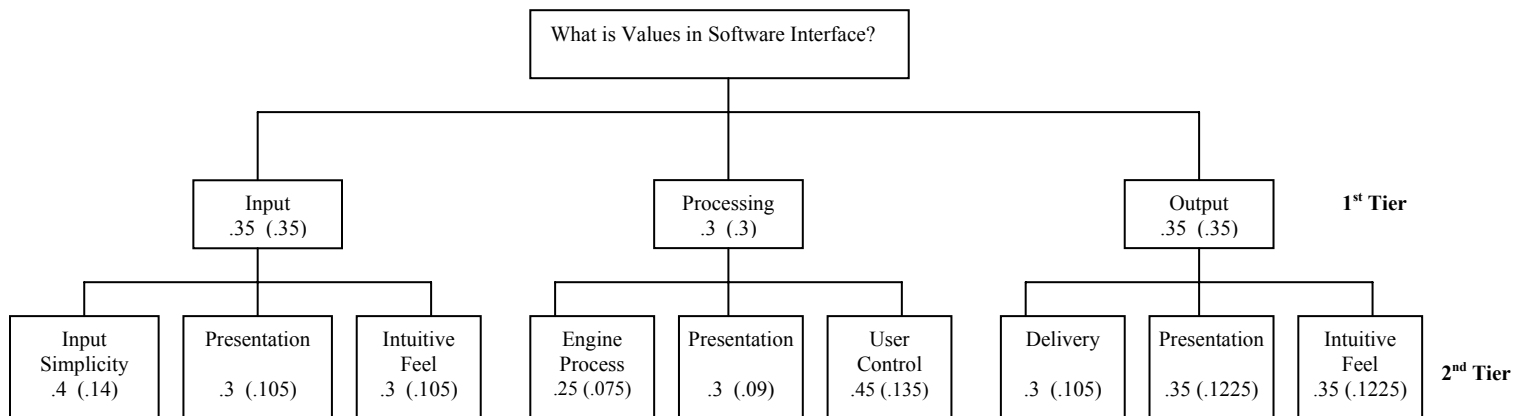 What is Values in Software Interface?
Input
.35 (.35)
Processing
.3 (.3)
Output
.35 (.35)
1st Tier
Input
Simplicity
.4 (.14)
Presentation
.3 (.105)
Intuitive
Feel
.3 (.105)
Engine
Process
.25 (.075)
Presentation
.3 (.09)
User
Control
.45 (.135)
Delivery
.3 (.105)
Presentation
.35 (.1225)
Intuitive
Feel
.35 (.1225)
2nd Tier